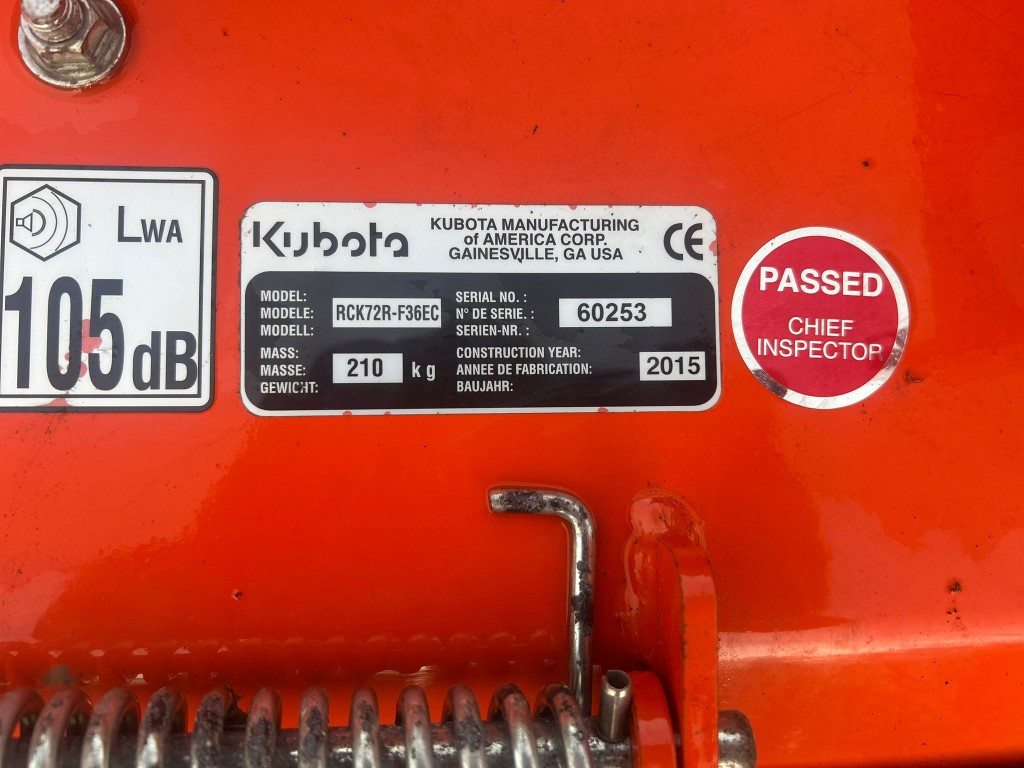 LWA
105 dB
Kubota
KUBOTA MANUFACTURING
of AMERICA CORP.
GAINESVILLE, GA USA
CE
MODEL:
MODELE:
MODELL:
RCK72R-F36EC
SERIAL NO. :
N° DE SERIE. :
SERIEN-NR. :
60253
MASS:
MASSE:
GEWICHT:
210 kg
CONSTRUCTION YEAR:
ANNEE DE FABRICATION:
BAUJAHR:
2015
PASSED
CHIEF
INSPECTOR